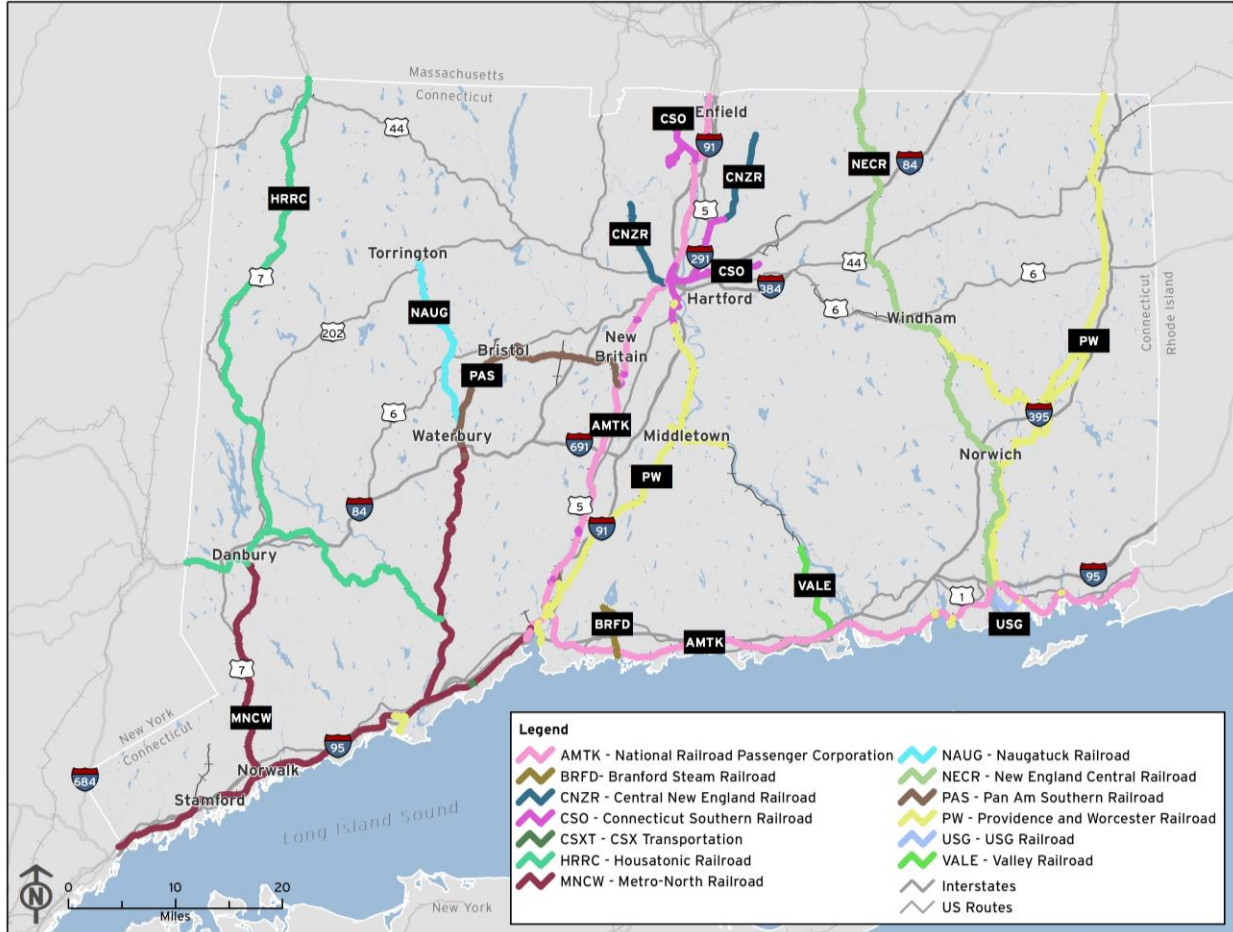 Massachusetts
Connecticut
Enfield
CSO
91
44
CNZR
NECR
84
HRRC
5
CNZR
291
CSO
44
6
Torrington
7
384
Hartford
6
NAUG
202
Windham
Connecticut
Rhode Island
New
Britain
Bristol
PW
PAS
6
395
AMTK
Middletown
Waterbury
691
Norwich
PW
5
84
91
Danbury
VALE
95
1
BRFD
USG
AMTK
7
MNCW
New York
Connecticut
95
684
Norwalk
Stamford
Long Island Sound
N
0 10 20
Miles
New York
Legend
AMTK - National Railroad Passenger Corporation
BRFD- Branford Steam Railroad
CNZR - Central New England Railroad
CSO - Connecticut Southern Railroad
CSXT - CSX Transportation
HRRC - Housatonic Railroad
MNCW - Metro-North Railroad
NAUG - Naugatuck Railroad
NECR - New England Central Railroad
PAS - Pan Am Southern Railroad
PW - Providence and Worcester Railroad
USG - USG Railroad
VALE - Valley Railroad
Interstates
US Routes